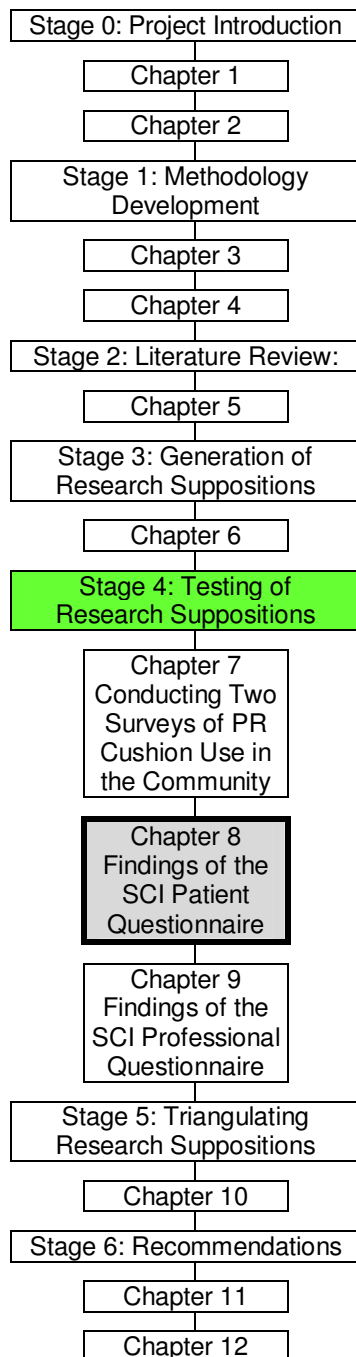 Stage 0: Project Introduction
Chapter 1
Chapter 2
Stage 1: Methodology
Development
Chapter 3
Chapter 4
Stage 2: Literature Review:
Chapter 5
Stage 3: Generation of
Research Suppositions
Chapter 6
Stage 4: Testing of
Research Suppositions
Chapter 7
Conducting Two
Surveys of PR
Cushion Use in
the Community
Chapter 8
Findings of the
SCI Patient
Questionnaire
Chapter 9
Findings of the
SCI Professional
Questionnaire
Stage 5: Triangulating
Research Suppositions
Chapter 10
Stage 6: Recommendations
Chapter 11
Chapter 12